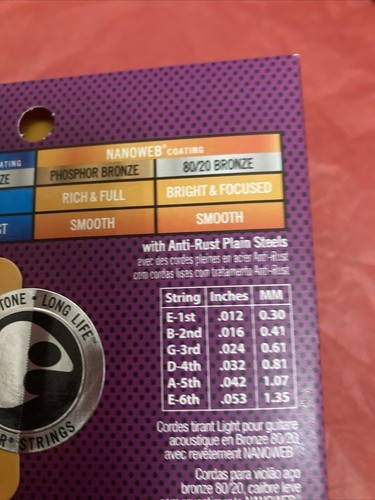 NANOWEB® COATING
ATING
ZE PHOSPHOR BRONZE 80/20 BRONZE
RICH & FULL BRIGHT & FOCUSED
ST SMOOTH SMOOTH
with Anti-Rust Plain Steels
avec des cordes pleines en acier Anti-Rust
com cordas lisas com tratamento Anti-Rust
String Inches MM
E-1st .012 0.30
B-2nd .016 0.41
G-3rd .024 0.61
D-4th .032 0.81
A-5th .042 1.07
E-6th .053 1.35
TONE • LONG LIFE
R® STRINGS
Cordes tirant Light pour guitare
acoustique en Bronze 80/20,
avec revêtement NANOWEB
Cordas para violão aço
bronze 80/20, calibre leve
NANOWEB